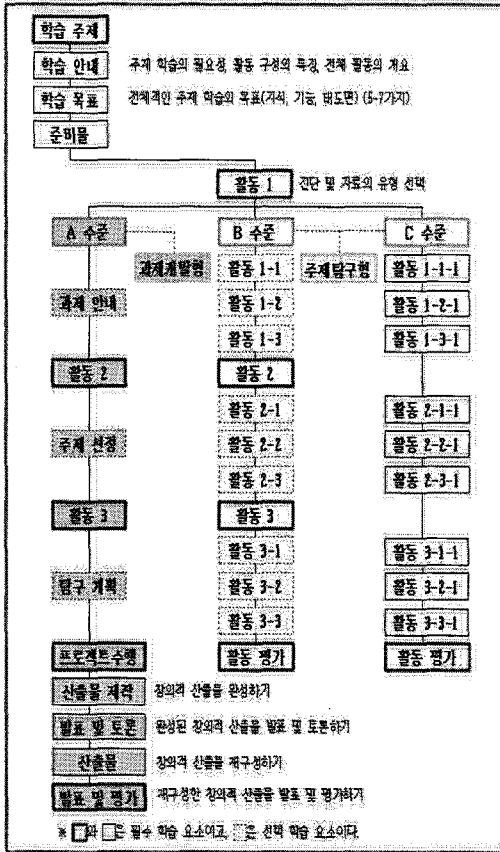 학습 주제
학습 안내 주제 학습의 필요성, 활동 구성의 특징, 전체 활동의 개요
학습 목표 전체적인 주제 학습의 목표(지식, 기능, 태도면) (5-7가지)
준비물
활동 1 진단 및 자료의 유형 선택
A 수준 B 수준 C 수준
과제개발형 활동 1-1 주제탐구형 활동 1-1-1
과제 안내 활동 1-2 활동 1-2-1
활동 1-3 활동 1-3-1
활동 2 활동 2
활동 2-1 활동 2-1-1
주제 선정 활동 2-2 활동 2-2-1
활동 2-3 활동 2-3-1
활동 3 활동 3
활동 3-1 활동 3-1-1
탐구 계획 활동 3-2 활동 3-2-1
활동 3-3 활동 3-3-1
프로젝트 수행 활동 평가 활동 평가
산출물 제작 창의적 산출물 완성하기
발표 및 토론 완성된 창의적 산출물 발표 및 토론하기
산출물 창의적 산출물 재구성하기
발표 및 평가 재구성한 창의적 산출물 발표 및 평가하기
※ □와 □은 필수 학습 요소이고, □은 선택 학습 요소이다.